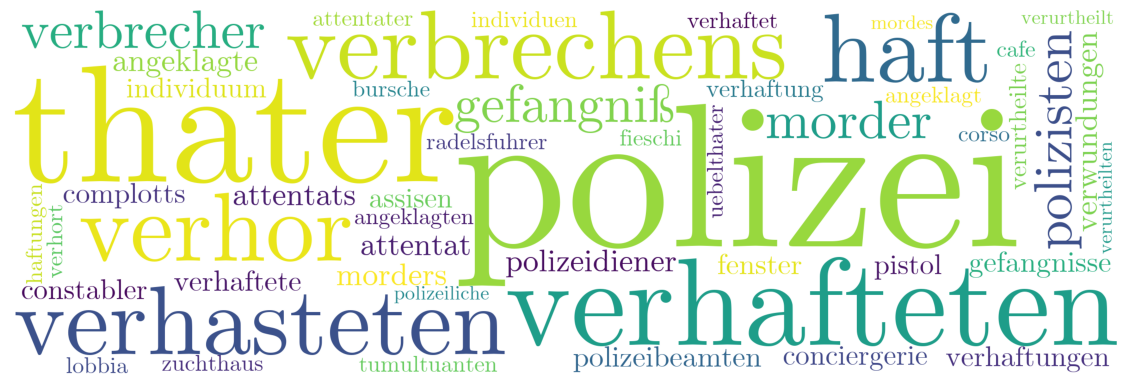 attentater
individuen
verhaftet
mordes
verurtheilt
verbrecher
verbrechens
haft
cafe
angeklagte
individuum
bursche
verhaftung
angeklagt
verurtheilte
polizisten
verwundungen
thater
gefangniß
morder
corso
radelsfuhrer
fieschi
uebelthater
polizei
verurtheilten
haftungen
complotts
attentats
assisen
verhor
angeklagten
verhort
attentat
polizeidiener
fenster
pistol
gefangnisse
constabler
verhaftete
morders
polizeiliche
verhasteten
verhafteten
lobbia
zuchthaus
tumultuanten
polizeibeamten
conciergerie
verhaftungen